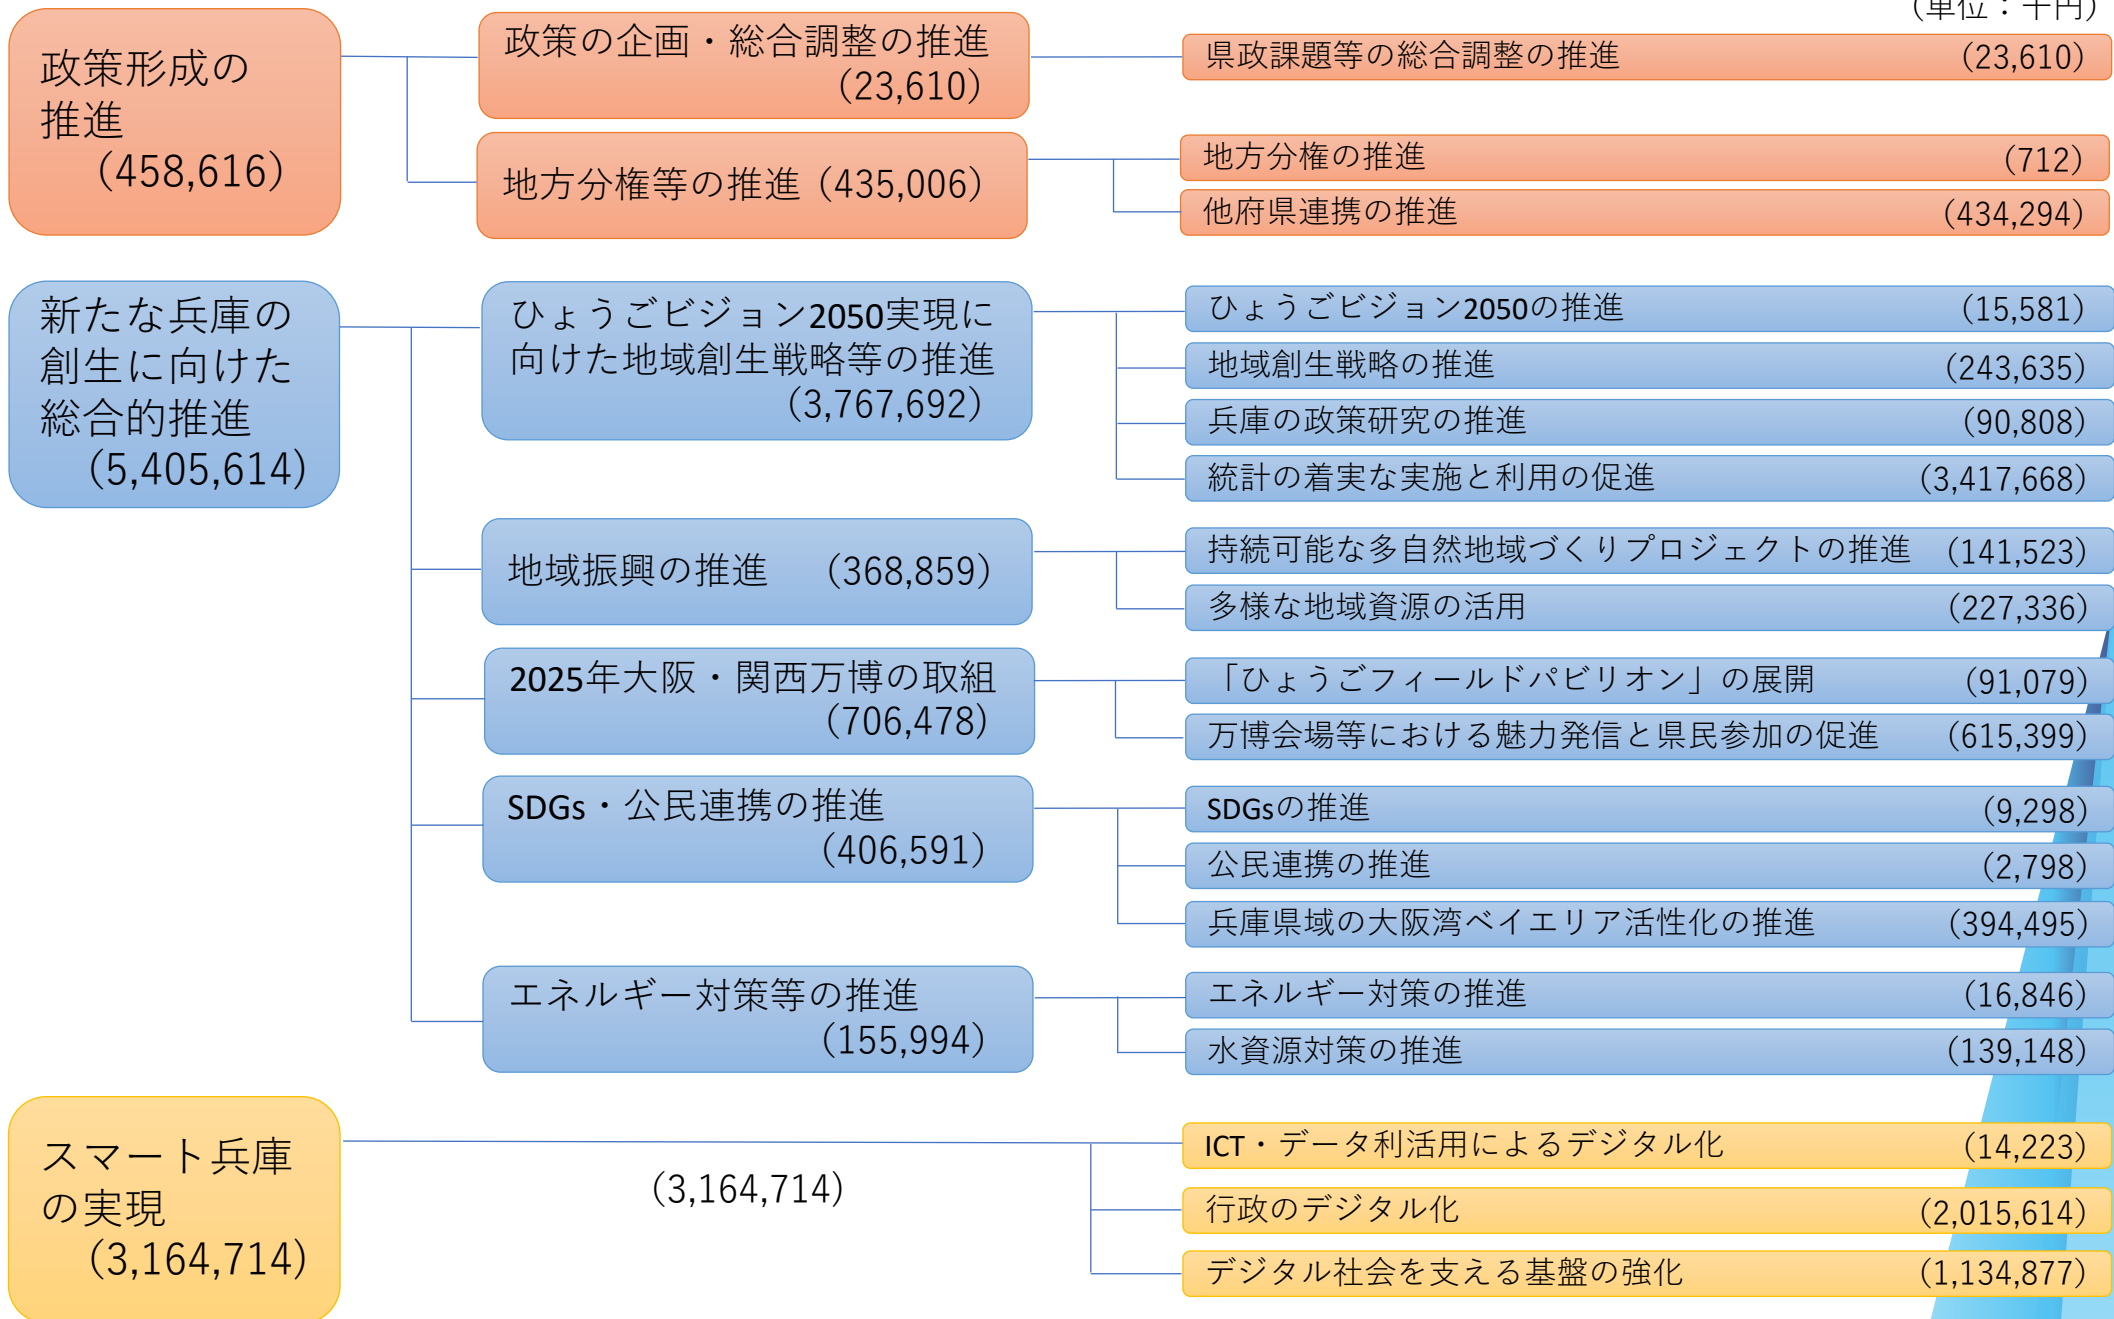 （単位：千円）
政策形成の
推進
（458,616）
政策の企画・総合調整の推進
（23,610）
県政課題等の総合調整の推進 （23,610）
地方分権等の推進（435,006）
地方分権の推進 （712）
他府県連携の推進 （434,294）
新たな兵庫の
創生に向けた
総合的推進
（5,405,614）
ひょうごビジョン2050実現に
向けた地域創生戦略等の推進
（3,767,692）
ひょうごビジョン2050の推進 （15,581）
地域創生戦略の推進 （243,635）
兵庫の政策研究の推進 （90,808）
統計の着実な実施と利用の促進 （3,417,668）
地域振興の推進 （368,859）
持続可能な多自然地域づくりプロジェクトの推進 （141,523）
多様な地域資源の活用 （227,336）
2025年大阪・関西万博の取組
（706,478）
「ひょうごフィールドパビリオン」の展開 （91,079）
万博会場等における魅力発信と県民参加の促進 （615,399）
SDGs・公民連携の推進
（406,591）
SDGsの推進 （9,298）
公民連携の推進 （2,798）
兵庫県域の大阪湾ベイエリア活性化の推進 （394,495）
エネルギー対策等の推進
（155,994）
エネルギー対策の推進 （16,846）
水資源対策の推進 （139,148）
スマート兵庫
の実現
（3,164,714）
（3,164,714）
ICT・データ利活用によるデジタル化 （14,223）
行政のデジタル化 （2,015,614）
デジタル社会を支える基盤の強化 （1,134,877）